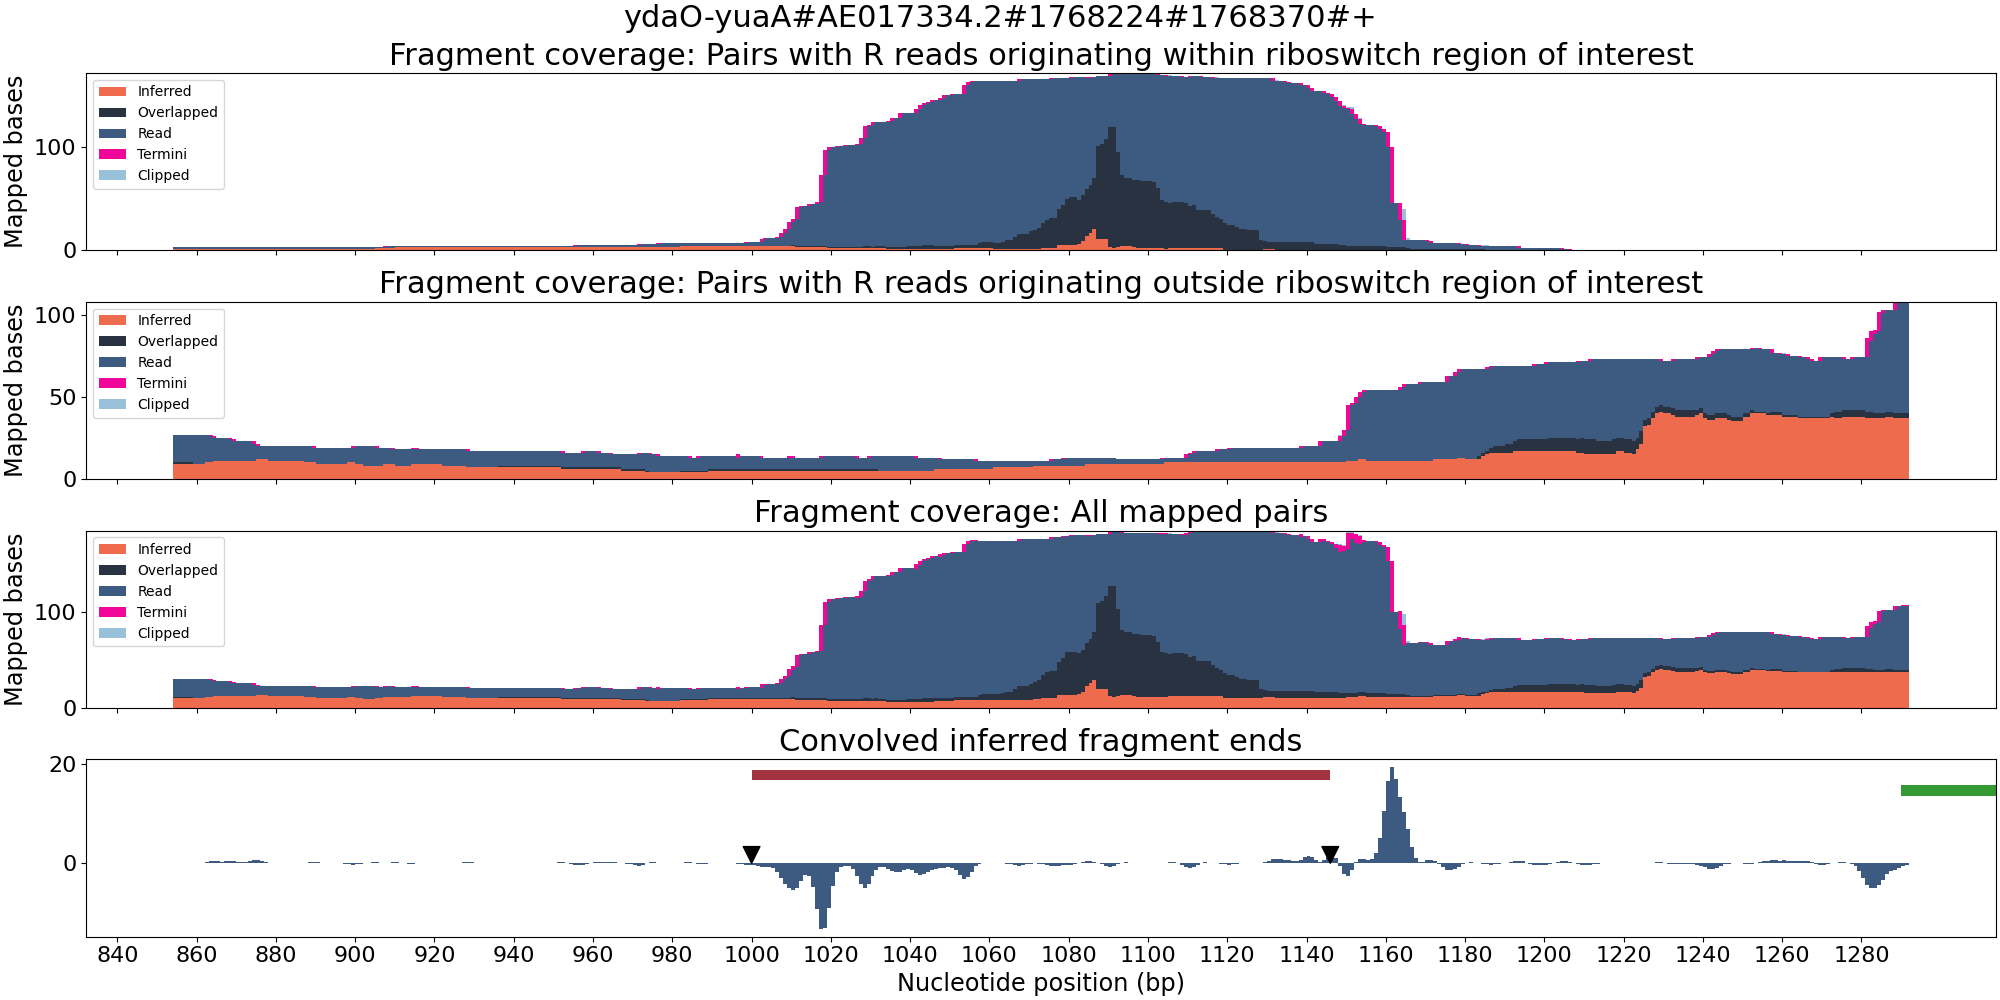 ydaO-yuaA#AE017334.2#1768224#1768370#+
Fragment coverage: Pairs with R reads originating within riboswitch region of interest
Mapped bases
100
0
Inferred
Overlapped
Read
Termini
Clipped
Fragment coverage: Pairs with R reads originating outside riboswitch region of interest
Mapped bases
100
50
0
Inferred
Overlapped
Read
Termini
Clipped
Fragment coverage: All mapped pairs
Mapped bases
100
0
Inferred
Overlapped
Read
Termini
Clipped
Convolved inferred fragment ends
20
0
840 860 880 900 920 940 960 980 1000 1020 1040 1060 1080 1100 1120 1140 1160 1180 1200 1220 1240 1260 1280
Nucleotide position (bp)